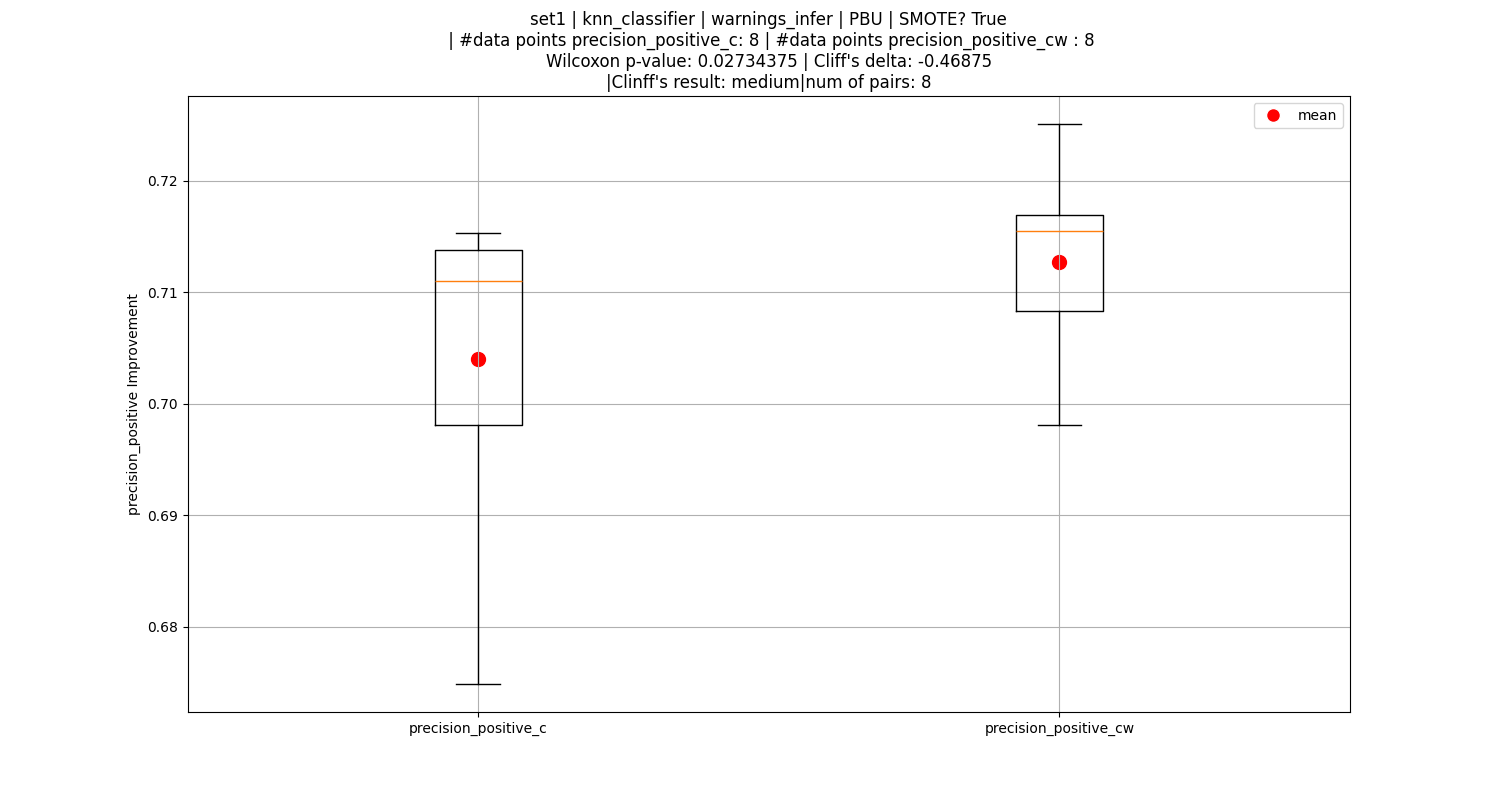 set1 | knn_classifier | warnings_infer | PBU | SMOTE? True
| #data points precision_positive_c: 8 | #data points precision_positive_cw : 8
Wilcoxon p-value: 0.02734375 | Cliff's delta: -0.46875
|Clinff's result: medium|num of pairs: 8
mean
precision_positive Improvement
0.72
0.71
0.70
0.69
0.68
precision_positive_c
precision_positive_cw